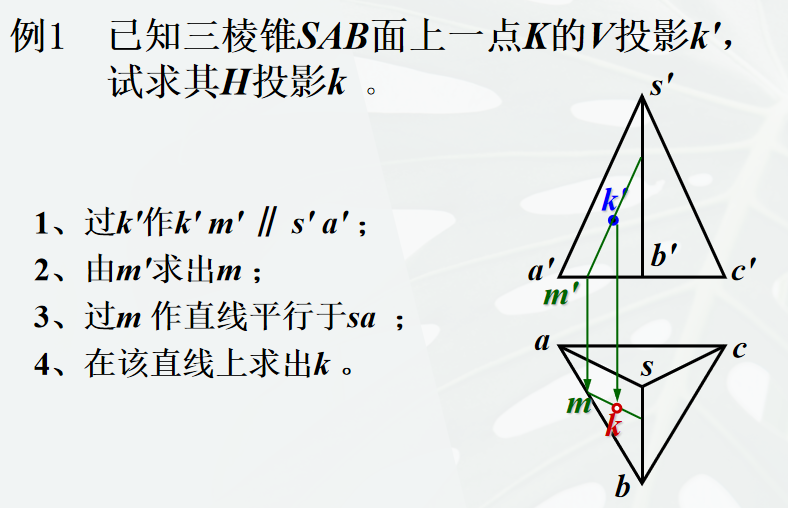 例1 已知三棱锥SAB面上一点K的V投影k'，
试求其H投影k 。
s'
1、过k'作k' m' ∥ s' a'；
k'
2、由m'求出m；
a'
b'
c'
m'
3、过m 作直线平行于sa ；
a
c
s
4、在该直线上求出k 。
m
k
b